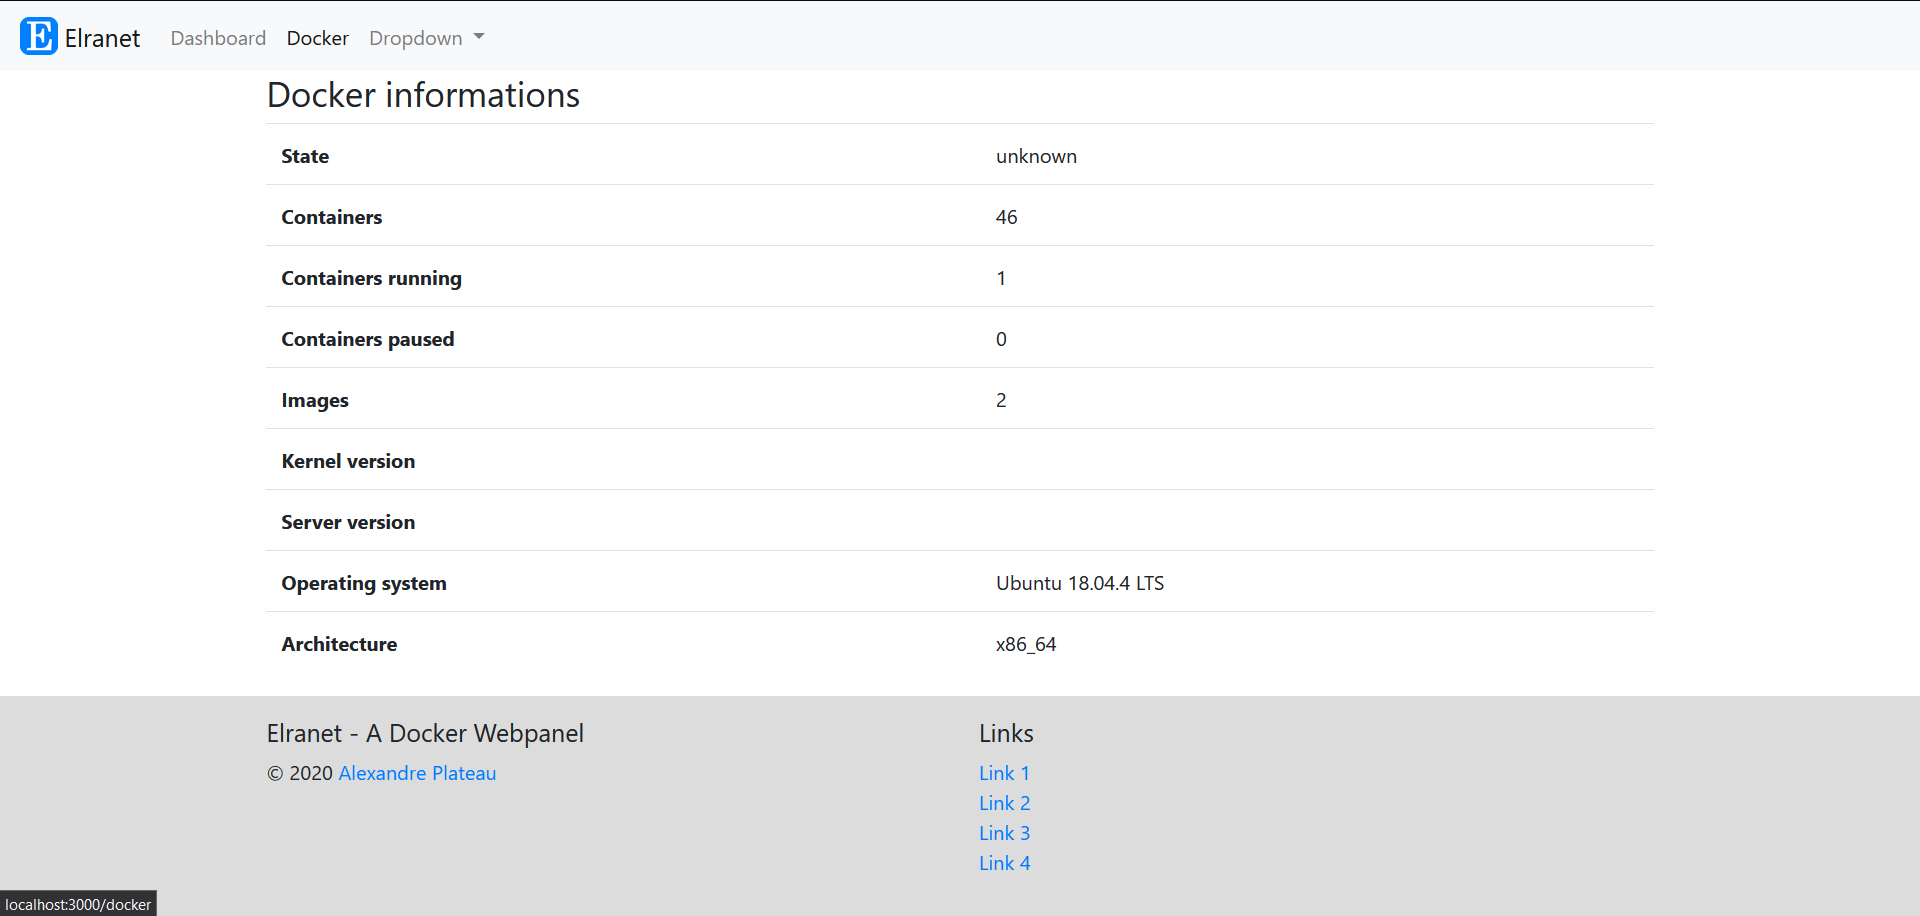 E Elranet Dashboard Docker Dropdown
Docker informations
State unknown
Containers 46
Containers running 1
Containers paused 0
Images 2
Kernel version
Server version
Operating system Ubuntu 18.04.4 LTS
Architecture x86_64
Elranet - A Docker Webpanel
© 2020 Alexandre Plateau
Links
Link 1
Link 2
Link 3
Link 4
localhost:3000/docker